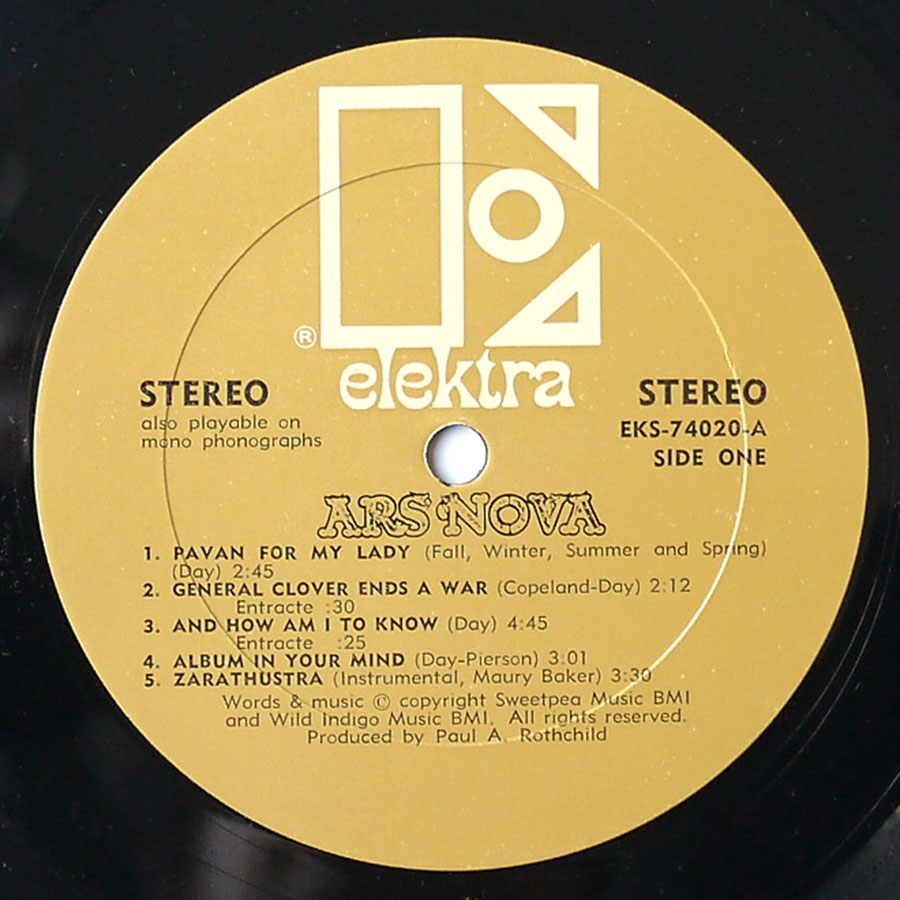 ®
elektra
STEREO
also playable on
mono phonographs
STEREO
EKS-74020-A
SIDE ONE
ARS NOVA
1. PAVAN FOR MY LADY (Fall, Winter, Summer and Spring)
(Day) 2:45
2. GENERAL CLOVER ENDS A WAR (Copeland-Day) 2:12
Entracte :30
3. AND HOW AM I TO KNOW (Day) 4:45
Entracte :25
4. ALBUM IN YOUR MIND (Day-Pierson) 3:01
5. ZARATHUSTRA (Instrumental, Maury Baker) 3:30
Words & music © copyright Sweetpea Music BMI
and Wild Indigo Music BMI. All rights reserved.
Produced by Paul A. Rothchild